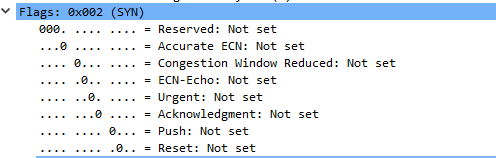 Flags: 0x002 (SYN)
000. .... .... = Reserved: Not set
...0 .... .... = Accurate ECN: Not set
.... 0... .... = Congestion Window Reduced: Not set
.... .0.. .... = ECN-Echo: Not set
.... ..0. .... = Urgent: Not set
.... ...0 .... = Acknowledgment: Not set
.... .... 0... = Push: Not set
.... .... .0.. = Reset: Not set